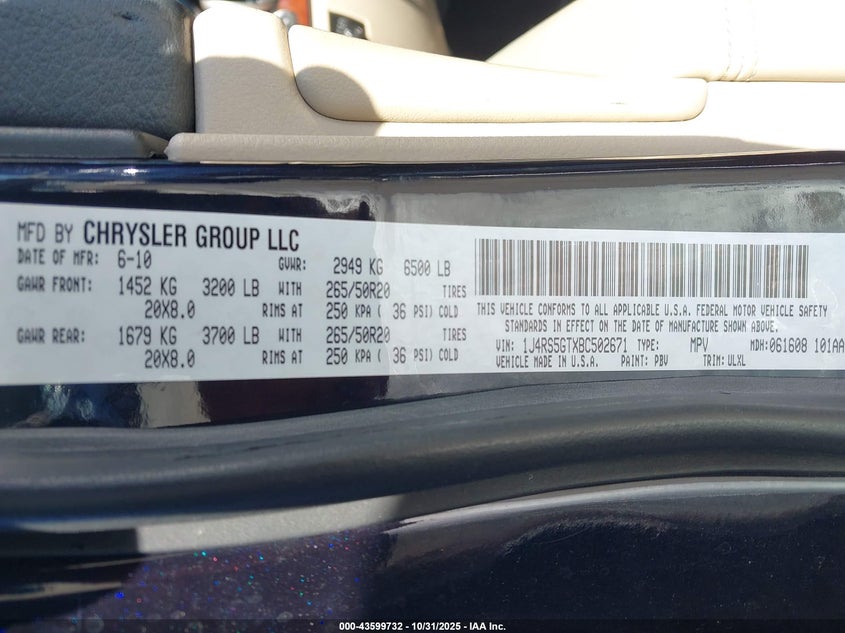 MFD BY CHRYSLER GROUP LLC
DATE OF MFR: 6-10 GVWR: 2949 KG 6500 LB
GAWR FRONT: 1452 KG 3200 LB WITH 265/50R20 TIRES
20X8.0 RIMS AT 250 KPA ( 36 PSI) COLD
GAWR REAR: 1679 KG 3700 LB WITH 265/50R20 TIRES
20X8.0 RIMS AT 250 KPA ( 36 PSI) COLD
THIS VEHICLE CONFORMS TO ALL APPLICABLE U.S.A. FEDERAL MOTOR VEHICLE SAFETY
STANDARDS IN EFFECT ON THE DATE OF MANUFACTURE SHOWN ABOVE.
VIN: 1J4RS5GTXBC502671 TYPE: MPV MDH: 061608 101AA
VEHICLE MADE IN U.S.A. PAINT: PBV TRIM: ULXL
000-43599732 - 10/31/2025 - IAA Inc.